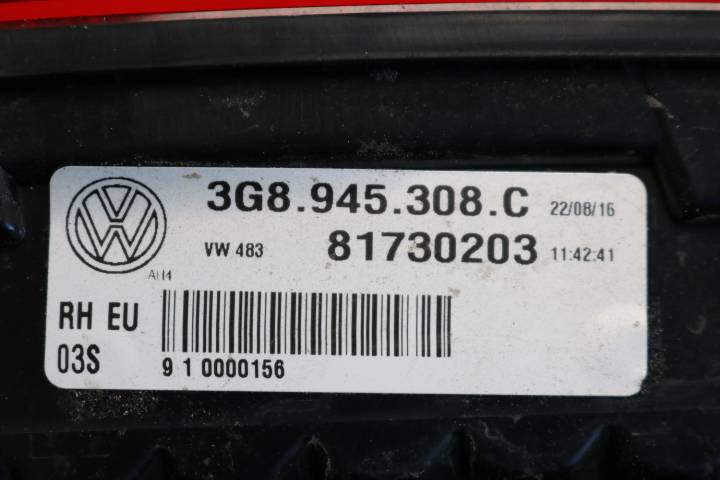 3G8.945.308.C 22/08/16
VW 483 81730203 11:42:41
AH4
RH EU
03S
9 1 0000156